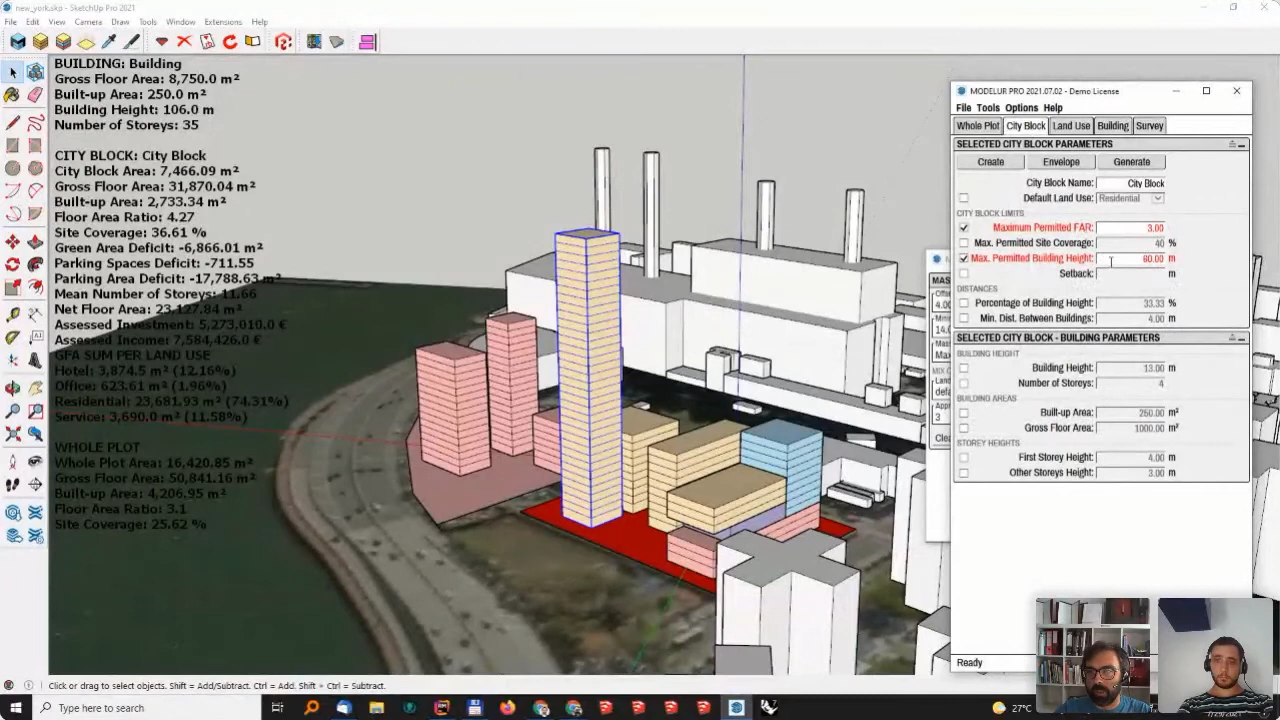 new_york.skp - SketchUp Pro 2021
File Edit View Camera Draw Tools Window Extensions Help
BUILDING: Building
Gross Floor Area: 8,750.0 m²
Built-up Area: 250.0 m²
Building Height: 106.0 m
Number of Storeys: 35
CITY BLOCK: City Block
City Block Area: 7,466.09 m²
Gross Floor Area: 31,870.04 m²
Built-up Area: 2,733.34 m²
Floor Area Ratio: 4.27
Site Coverage: 36.61 %
Green Area Deficit: -6,866.01 m²
Parking Spaces Deficit: -711.55
Parking Area Deficit: -17,788.63 m²
Mean Number of Storeys: 11.66
Net Floor Area: 23,127.84 m²
Assessed Investment: 5,273,010.0 €
Assessed Income: 7,584,426.0 €
GFA SUM PER LAND USE
Hotel: 3,874.5 m² (12.16%)
Office: 623.61 m² (1.96%)
Residential: 23,681.93 m² (74.31%)
Service: 3,690.0 m² (11.58%)
WHOLE PLOT
Whole Plot Area: 16,420.85 m²
Gross Floor Area: 50,841.16 m²
Built-up Area: 4,206.95 m²
Floor Area Ratio: 3.1
Site Coverage: 25.62 %
MODELUR PRO 2021.07.02 - Demo License
File Tools Options Help
Whole Plot City Block Land Use Building Survey
SELECTED CITY BLOCK PARAMETERS
Create Envelope Generate
City Block Name: City Block
Default Land Use: Residential
CITY BLOCK LIMITS
Maximum Permitted FAR: 3.00
Max. Permitted Site Coverage: 40 %
Max. Permitted Building Height: 60.00 m
Setback: m
DISTANCES
Percentage of Building Height: 33.33 %
Min. Dist. Between Buildings: 4.00 m
SELECTED CITY BLOCK - BUILDING PARAMETERS
BUILDING HEIGHT
Building Height: 13.00 m
Number of Storeys: 4
BUILDING AREAS
Built-up Area: 250.00 m²
Gross Floor Area: 1000.00 m²
STOREY HEIGHTS
First Storey Height: 4.00 m
Other Storeys Height: 3.00 m
Ready
MAS
4.00
14.0
Max
MIX C
Land
defa
Appr
3
Clea
Click or drag to select objects. Shift = Add/Subtract. Ctrl = Add. Shift + Ctrl = Subtract.
Type here to search
27°C